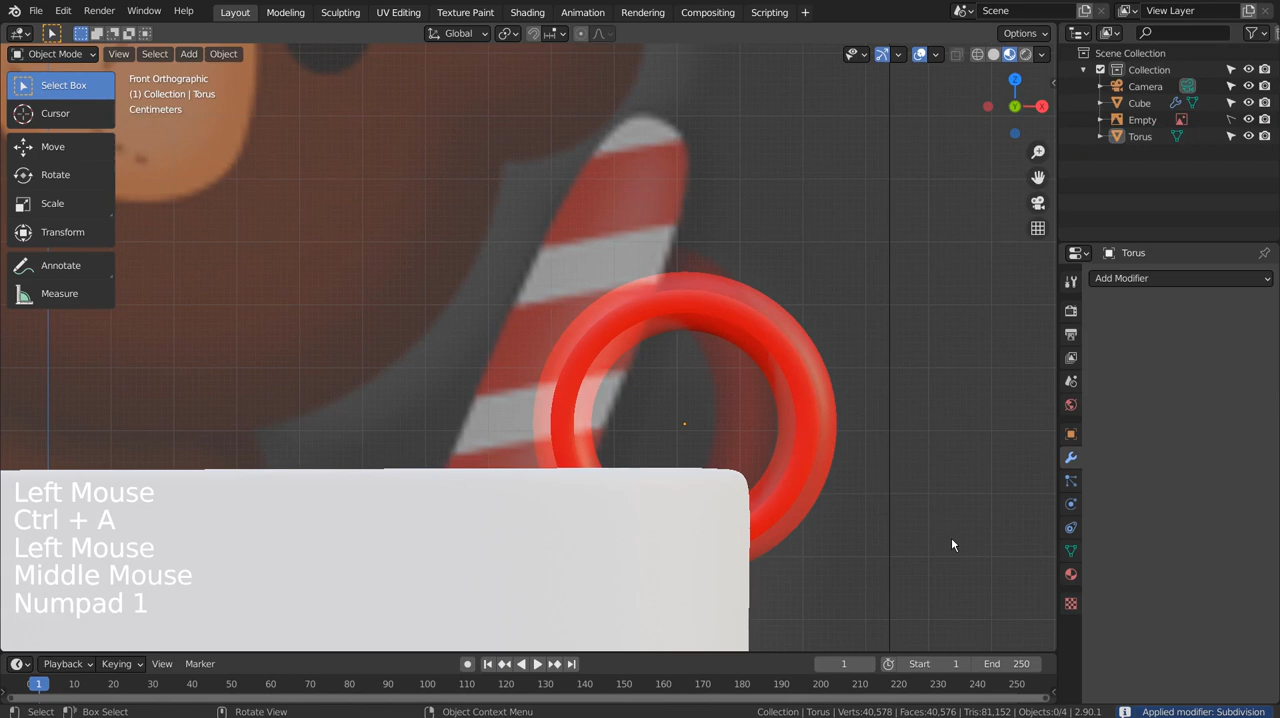 File Edit Render Window Help Layout Modeling Sculpting UV Editing Texture Paint Shading Animation Rendering Compositing Scripting + Scene View Layer
Global Options
Object Mode View Select Add Object
Select Box
Cursor
Move
Rotate
Scale
Transform
Annotate
Measure
Front Orthographic
(1) Collection | Torus
Centimeters
X
Y
Z
Scene Collection
Collection
Camera
Cube
Empty
Torus
Torus
Add Modifier
Left Mouse
Ctrl + A
Left Mouse
Middle Mouse
Numpad 1
Playback Keying View Marker 1 Start 1 End 250
1 10 20 30 40 50 60 70 80 90 100 110 120 130 140 150 160 170 180 190 200 210 220 230 240 250
Select Box Select Rotate View Object Context Menu Collection | Torus | Verts:40,578 | Faces:40,576 | Tris:81,152 | Objects:0/4 | 2.90.1 Applied modifier: Subdivision